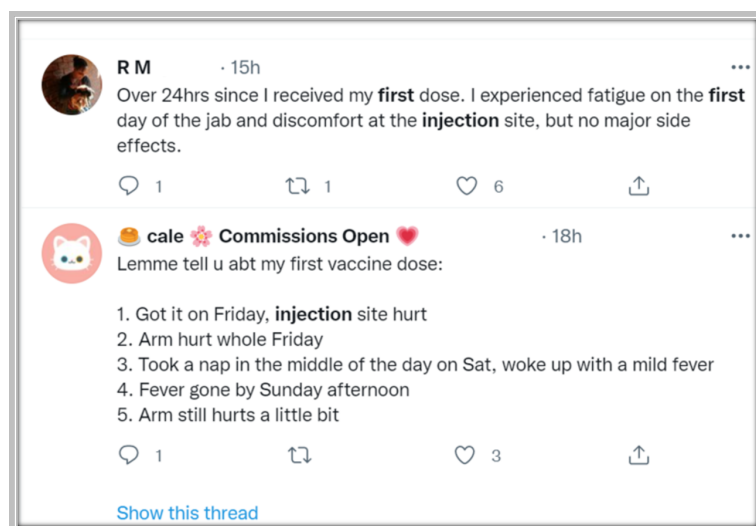 R M · 15h
Over 24hrs since I received my first dose. I experienced fatigue on the first
day of the jab and discomfort at the injection site, but no major side
effects.
1 1 6
🍮 cale 🌸 Commissions Open 💗 · 18h
Lemme tell u abt my first vaccine dose:
1. Got it on Friday, injection site hurt
2. Arm hurt whole Friday
3. Took a nap in the middle of the day on Sat, woke up with a mild fever
4. Fever gone by Sunday afternoon
5. Arm still hurts a little bit
1 3
Show this thread